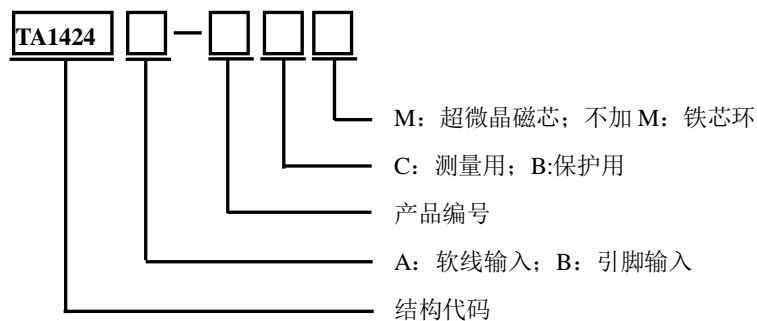 TA1424
M：超微晶磁芯；不加 M：铁芯环
C：测量用；B:保护用
产品编号
A：软线输入；B：引脚输入
结构代码